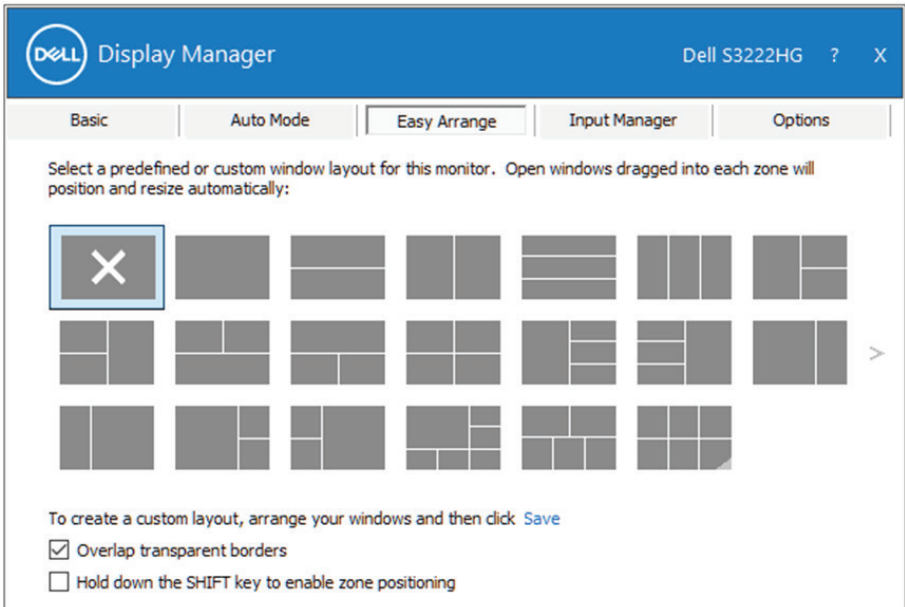 DELL Display Manager Dell S3222HG ? X
Basic Auto Mode Easy Arrange Input Manager Options
Select a predefined or custom window layout for this monitor. Open windows dragged into each zone will
position and resize automatically:
>
To create a custom layout, arrange your windows and then click Save
Overlap transparent borders
Hold down the SHIFT key to enable zone positioning